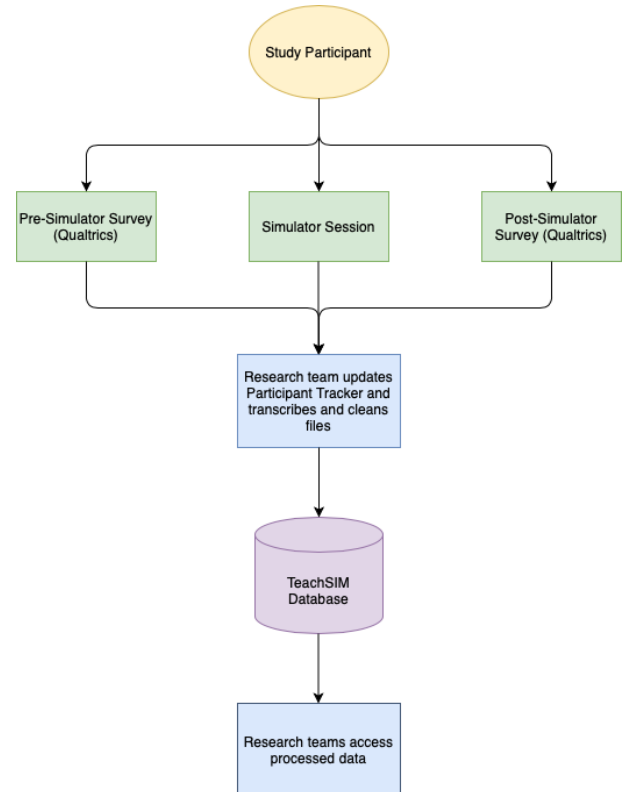 Study Participant
Pre-Simulator Survey
(Qualtrics)
Simulator Session
Post-Simulator
Survey (Qualtrics)
Research team updates
Participant Tracker and
transcribes and cleans
files
TeachSIM
Database
Research teams access
processed data